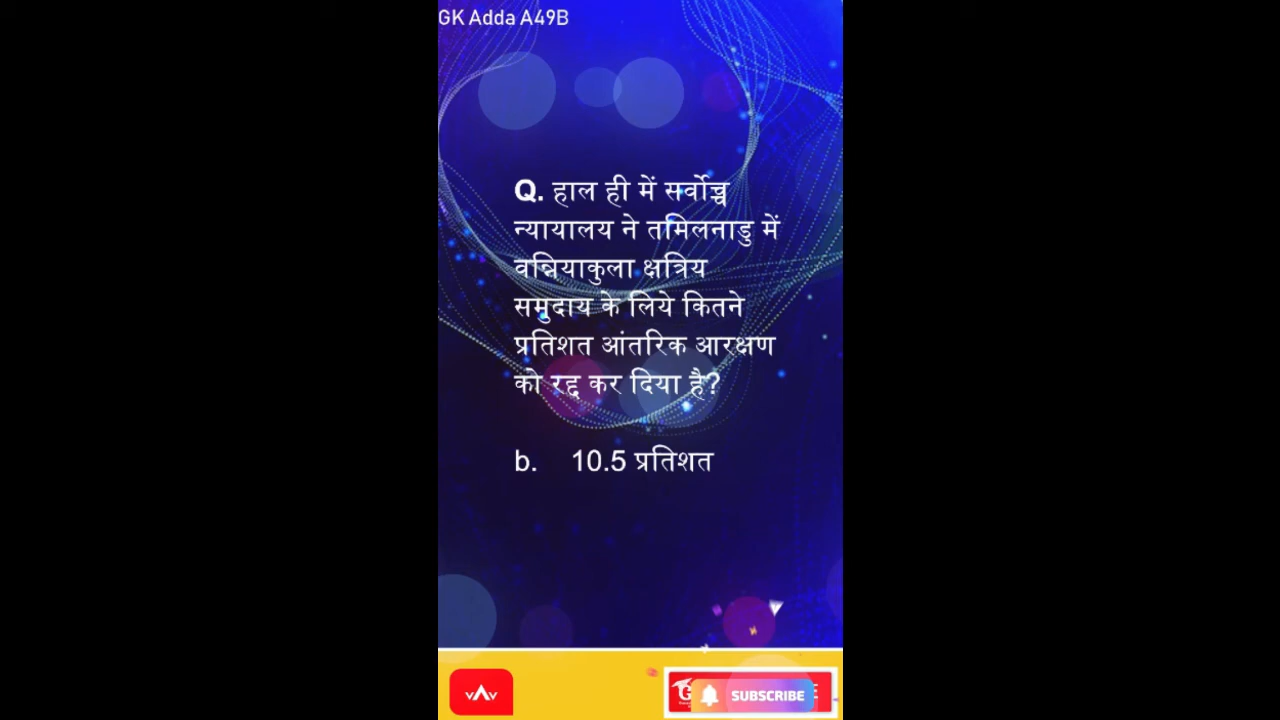 GK Adda A49B
Q. हाल ही में सर्वोच्च
न्यायालय ने तमिलनाडु में
वन्नियाकुला क्षत्रिय
समुदाय के लिये कितने
प्रतिशत आंतरिक आरक्षण
को रद्द कर दिया है?
b. 10.5 प्रतिशत
SUBSCRIBE